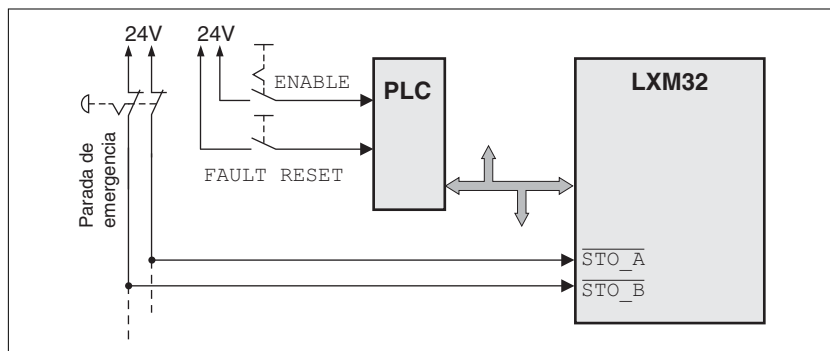 24V
24V
ENABLE
PLC
LXM32
Parada de
emergencia
FAULT RESET
STO_A
STO_B